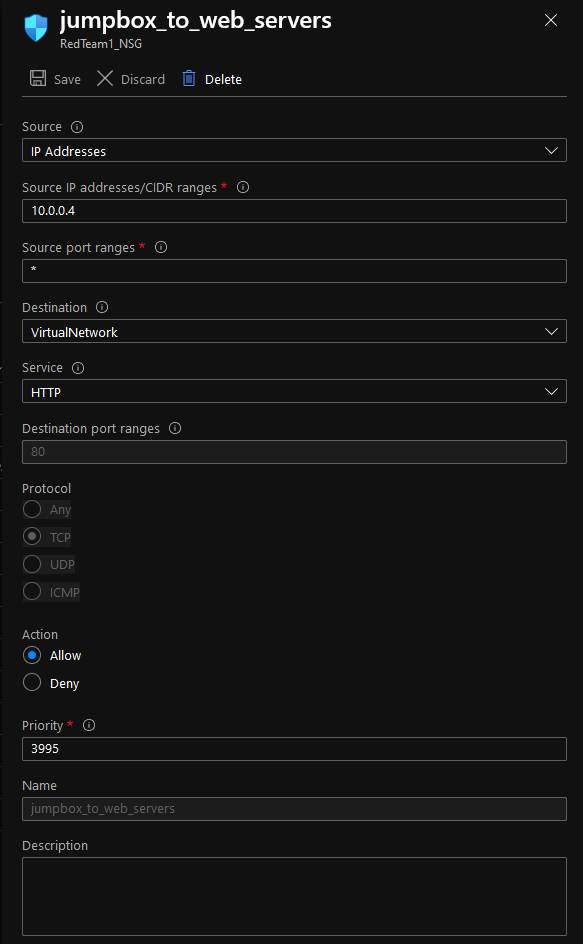 jumpbox_to_web_servers
RedTeam1_NSG
Save Discard Delete
Source
IP Addresses
Source IP addresses/CIDR ranges *
10.0.0.4
Source port ranges *
*
Destination
VirtualNetwork
Service
HTTP
Destination port ranges
80
Protocol
Any
TCP
UDP
ICMP
Action
Allow
Deny
Priority *
3995
Name
jumpbox_to_web_servers
Description